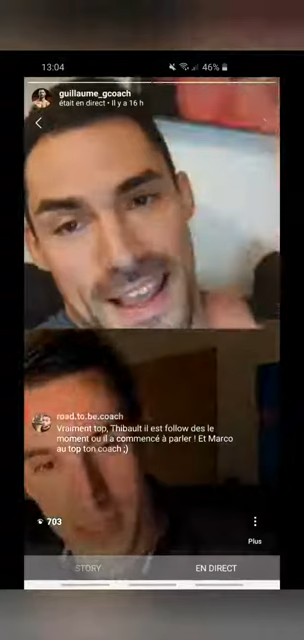 13:04
46%
guillaume_gcoach
était en direct • Il y a 16 h
road.to.be.coach
Vraiment top, Thibault il est follow des le
moment ou il a commencé à parler ! Et Marco
au top ton coach ;)
703
Plus
STORY
EN DIRECT